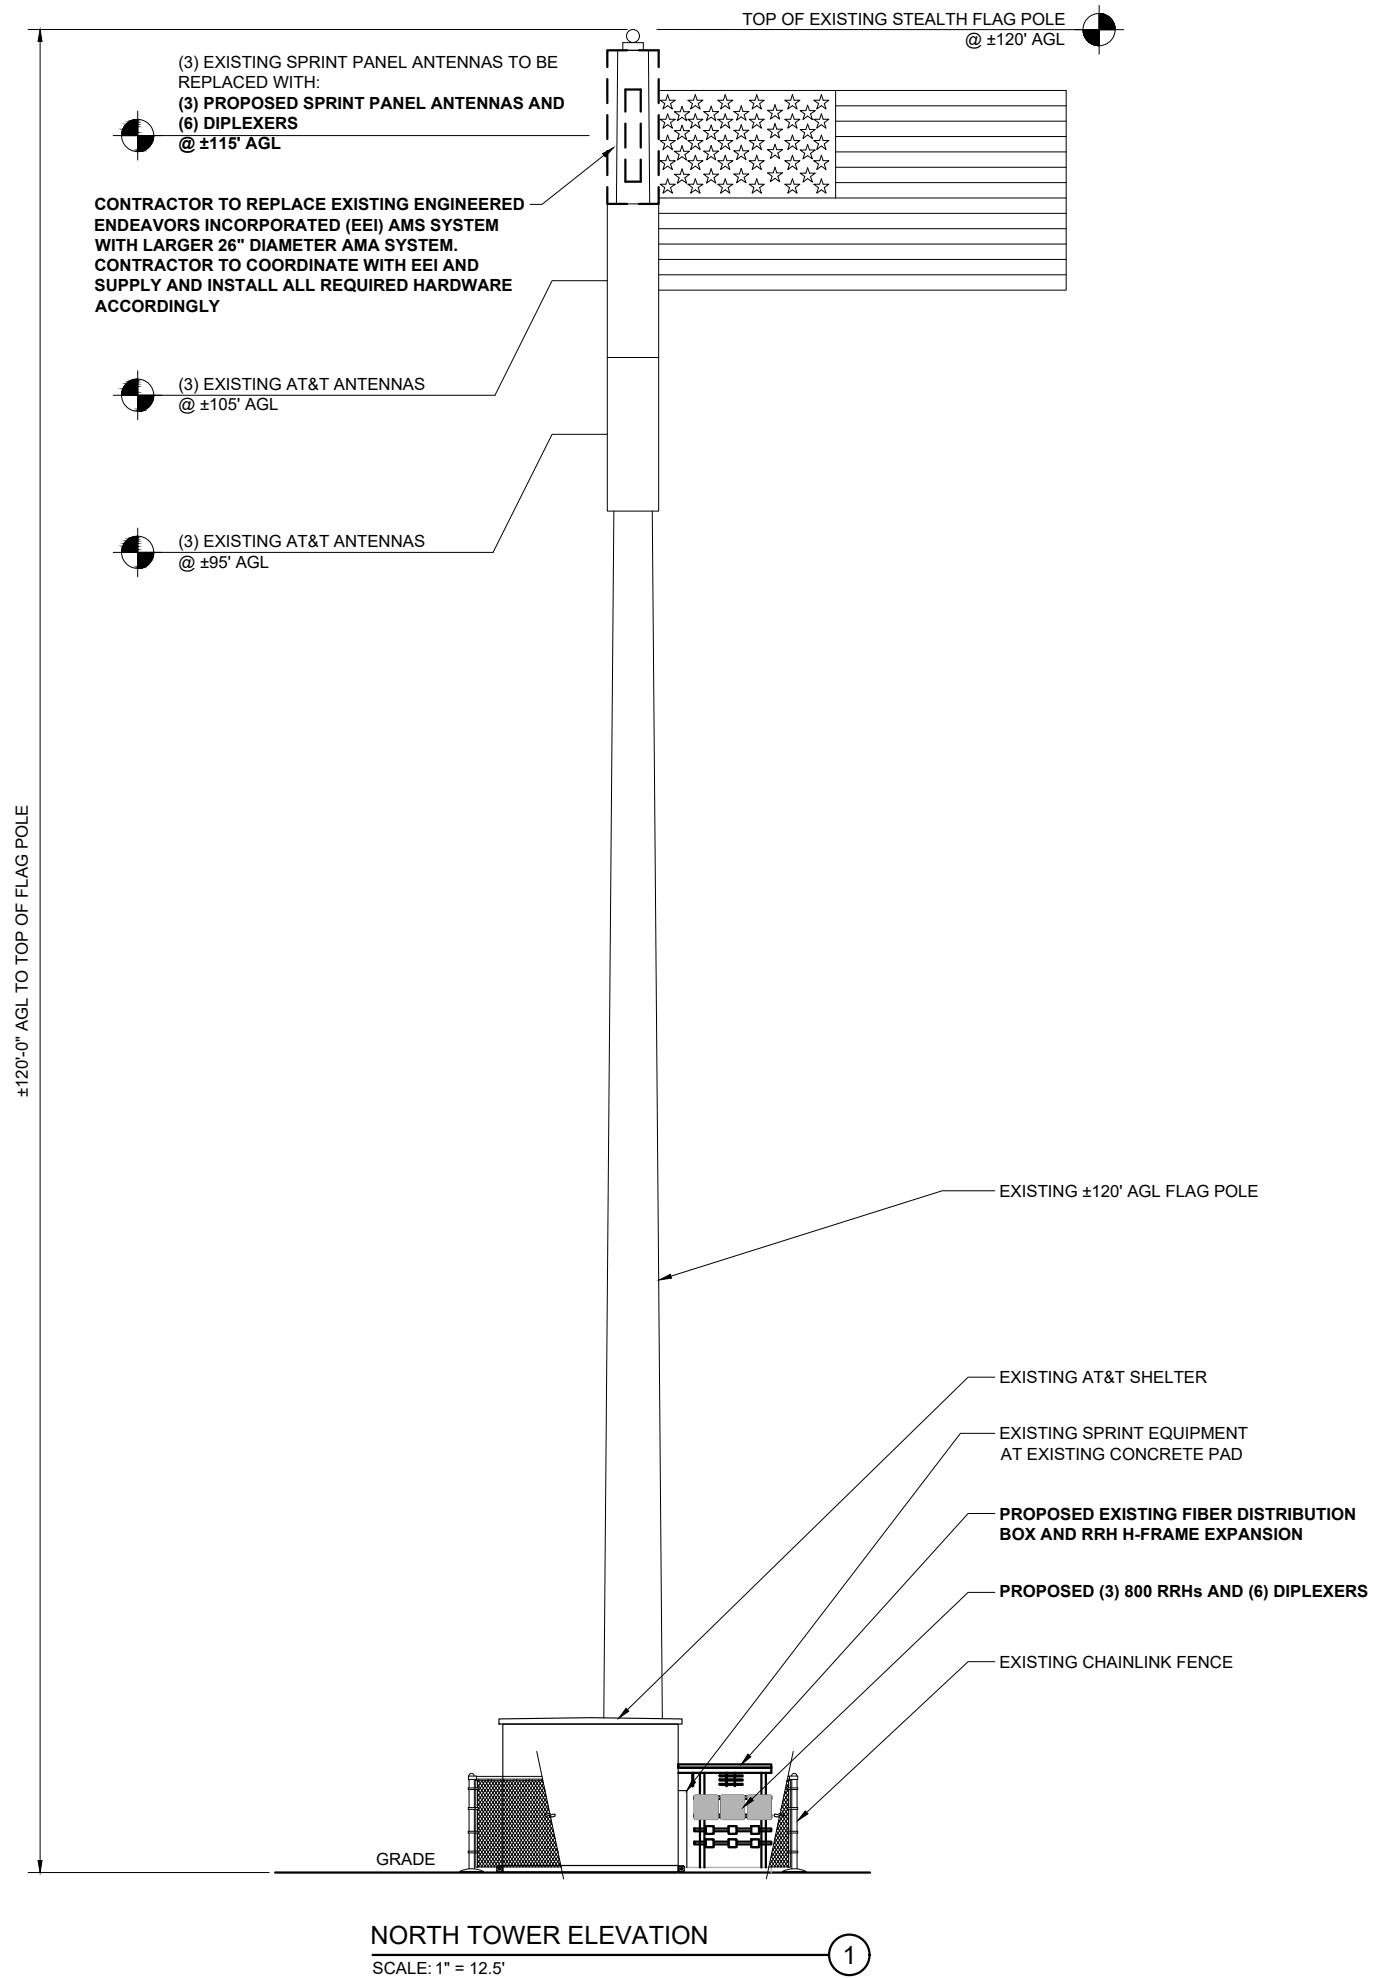 TOP OF EXISTING STEALTH FLAG POLE
@ ±120' AGL
(3) EXISTING SPRINT PANEL ANTENNAS TO BE
REPLACED WITH:
(3) PROPOSED SPRINT PANEL ANTENNAS AND
(6) DIPLEXERS
@ ±115' AGL
CONTRACTOR TO REPLACE EXISTING ENGINEERED
ENDEAVORS INCORPORATED (EEI) AMS SYSTEM
WITH LARGER 26" DIAMETER AMA SYSTEM.
CONTRACTOR TO COORDINATE WITH EEI AND
SUPPLY AND INSTALL ALL REQUIRED HARDWARE
ACCORDINGLY
(3) EXISTING AT&T ANTENNAS
@ ±105' AGL
(3) EXISTING AT&T ANTENNAS
@ ±95' AGL
±120'-0" AGL TO TOP OF FLAG POLE
EXISTING ±120' AGL FLAG POLE
EXISTING AT&T SHELTER
EXISTING SPRINT EQUIPMENT
AT EXISTING CONCRETE PAD
PROPOSED EXISTING FIBER DISTRIBUTION
BOX AND RRH H-FRAME EXPANSION
PROPOSED (3) 800 RRHs AND (6) DIPLEXERS
EXISTING CHAINLINK FENCE
GRADE
NORTH TOWER ELEVATION
1
SCALE: 1" = 12.5'